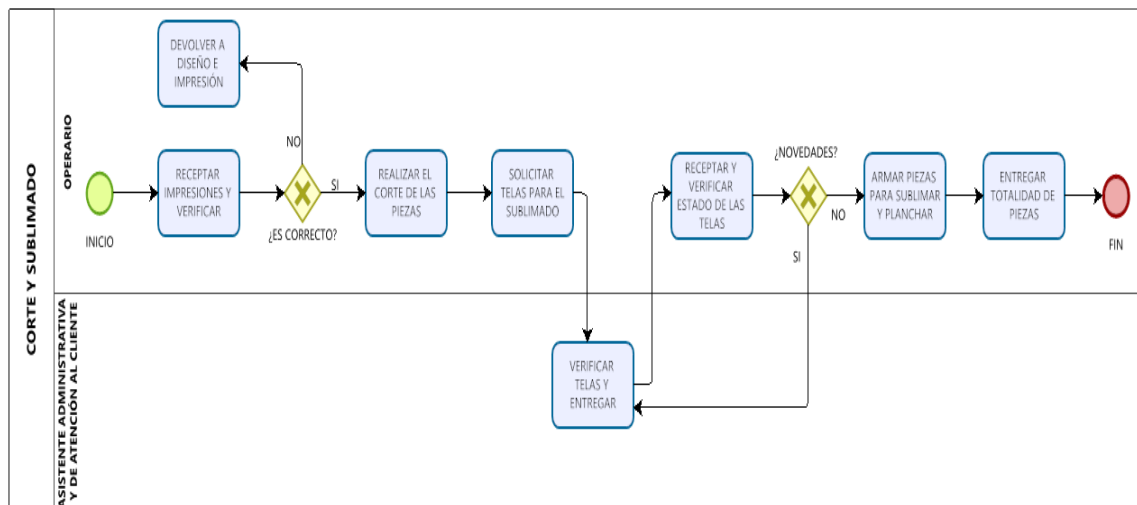 CORTE Y SUBLIMADO
OPERARIO
DEVOLVER A
DISEÑO E
IMPRESIÓN
INICIO
RECEPTAR
IMPRESIONES Y
VERIFICAR
NO
SI
¿ES CORRECTO?
REALIZAR EL
CORTE DE LAS
PIEZAS
SOLICITAR
TELAS PARA EL
SUBLIMADO
RECEPTAR Y
VERIFICAR
ESTADO DE LAS
TELAS
¿NOVEDADES?
NO
SI
ARMAR PIEZAS
PARA SUBLIMAR
Y PLANCHAR
ENTREGAR
TOTALIDAD DE
PIEZAS
FIN
ASISTENTE ADMINISTRATIVA
Y DE ATENCIÓN AL CLIENTE
VERIFICAR
TELAS Y
ENTREGAR